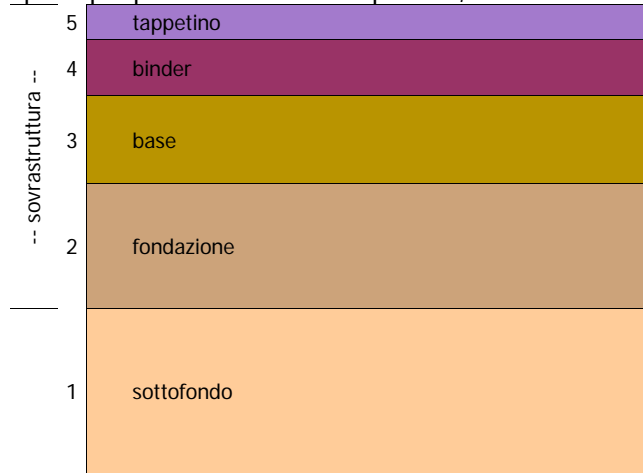 5 tappetino
4 binder
-- sovrastruttura --
3 base
2 fondazione
1 sottofondo